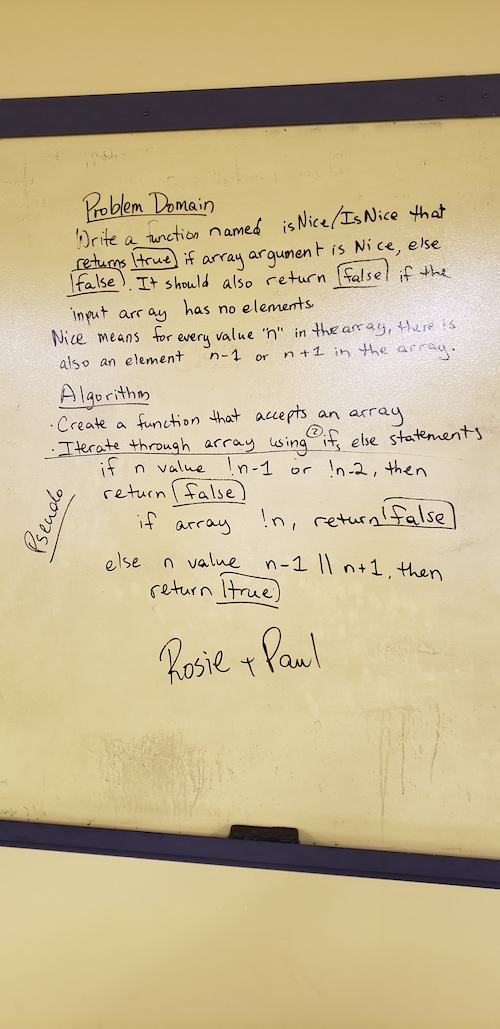 Problem Domain
Write a function named isNice/IsNice that
returns true if array argument is Nice, else
false. It should also return false if the
input array has no elements.
Nice means for every value "n" in the array, there is
also an element n-1 or n+1 in the array.
Algorithm
· Create a function that accepts an array
· Iterate through array using ② if, else statements
if n value !n-1 or !n-2, then
return false
Pseudo
if array !n, return false
else n value n-1 || n+1, then
return true
Rosie + Paul